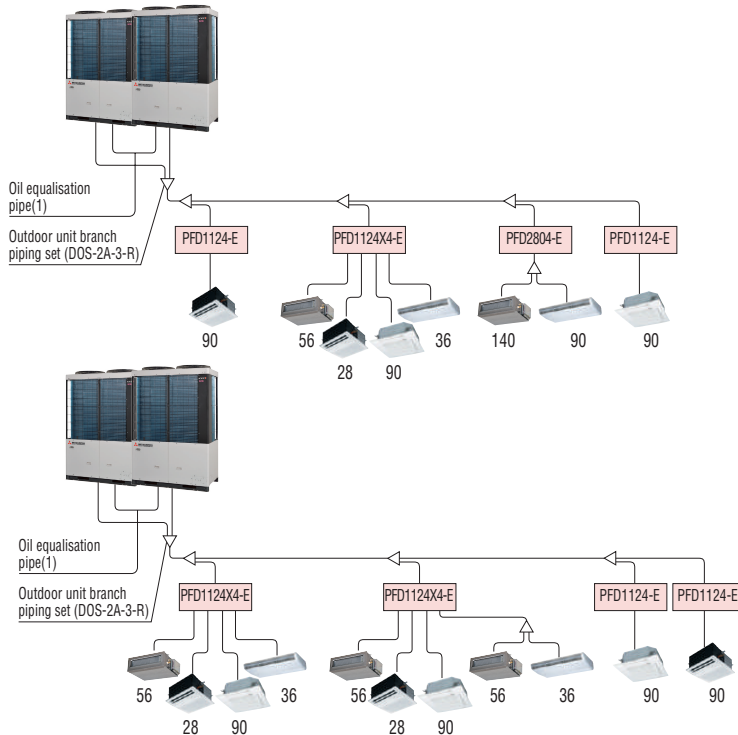 Oil equalisation
pipe(1)
Outdoor unit branch
piping set (DOS-2A-3-R)
PFD1124-E
PFD1124X4-E
PFD2804-E
PFD1124-E
90
56
28
90
36
140
90
90
Oil equalisation
pipe(1)
Outdoor unit branch
piping set (DOS-2A-3-R)
PFD1124X4-E
PFD1124X4-E
PFD1124-E
PFD1124-E
56
28
90
36
56
28
90
56
36
90
90